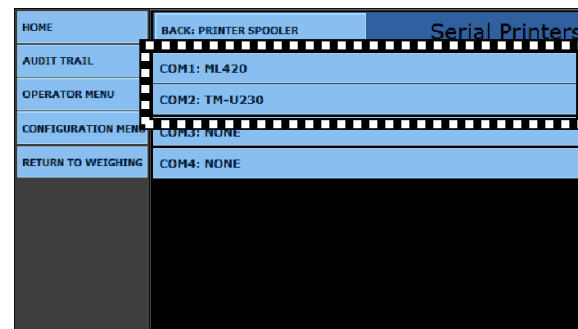 HOME
AUDIT TRAIL
OPERATOR MENU
CONFIGURATION MENU
RETURN TO WEIGHING
BACK: PRINTER SPOOLER
Serial Printers
COM1: ML420
COM2: TM-U230
COM3: NONE
COM4: NONE